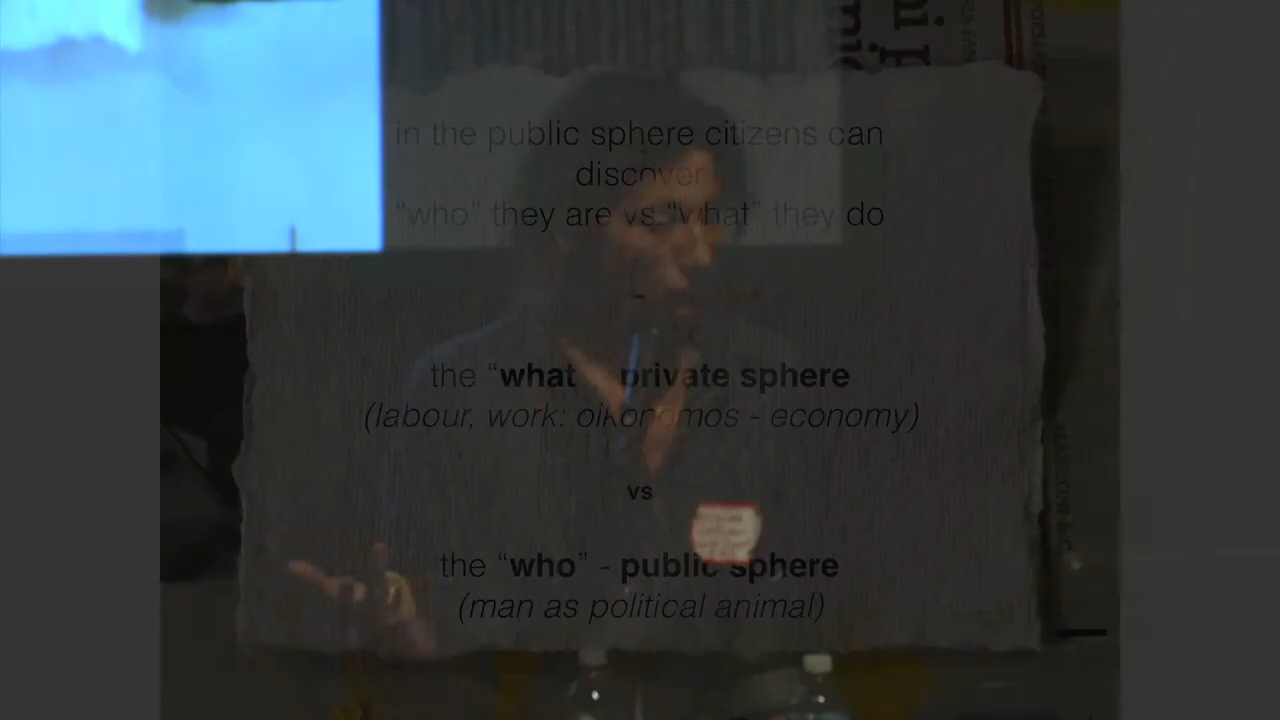 in the public sphere citizens can
discover
“who” they are vs. “what” they do
-
the “what private sphere
(labour, work: oikonomos - economy)
vs
the “who” - public sphere
(man as political animal)